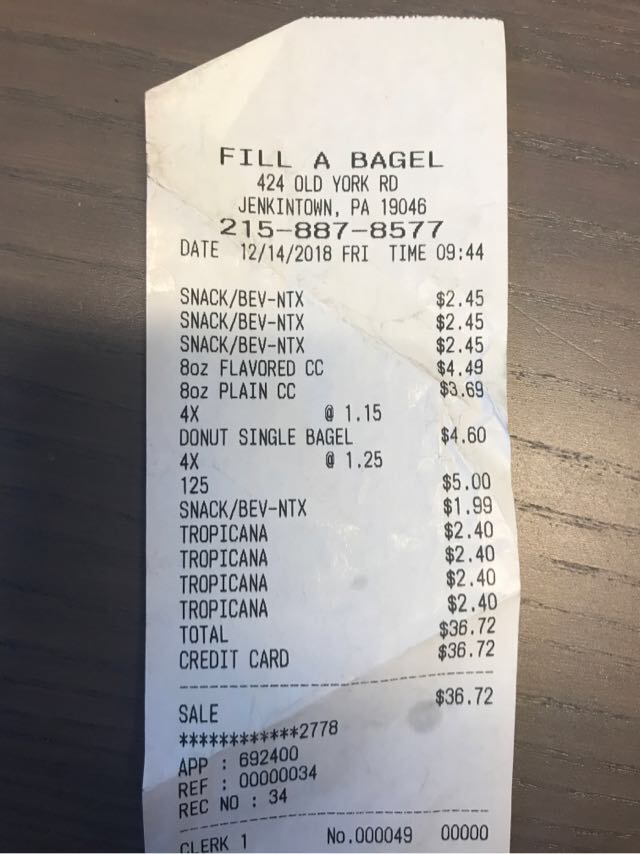 FILL A BAGEL
424 OLD YORK RD
JENKINTOWN, PA 19046
215-887-8577
DATE 12/14/2018 FRI TIME 09:44
SNACK/BEV-NTX $2.45
SNACK/BEV-NTX $2.45
SNACK/BEV-NTX $2.45
8oz FLAVORED CC $4.49
8oz PLAIN CC $3.69
4X @ 1.15
DONUT SINGLE BAGEL $4.60
4X @ 1.25
125 $5.00
SNACK/BEV-NTX $1.99
TROPICANA $2.40
TROPICANA $2.40
TROPICANA $2.40
TROPICANA $2.40
TOTAL $36.72
CREDIT CARD $36.72
SALE $36.72
************2778
APP : 692400
REF : 00000034
REC NO : 34
CLERK 1 No.000049 00000